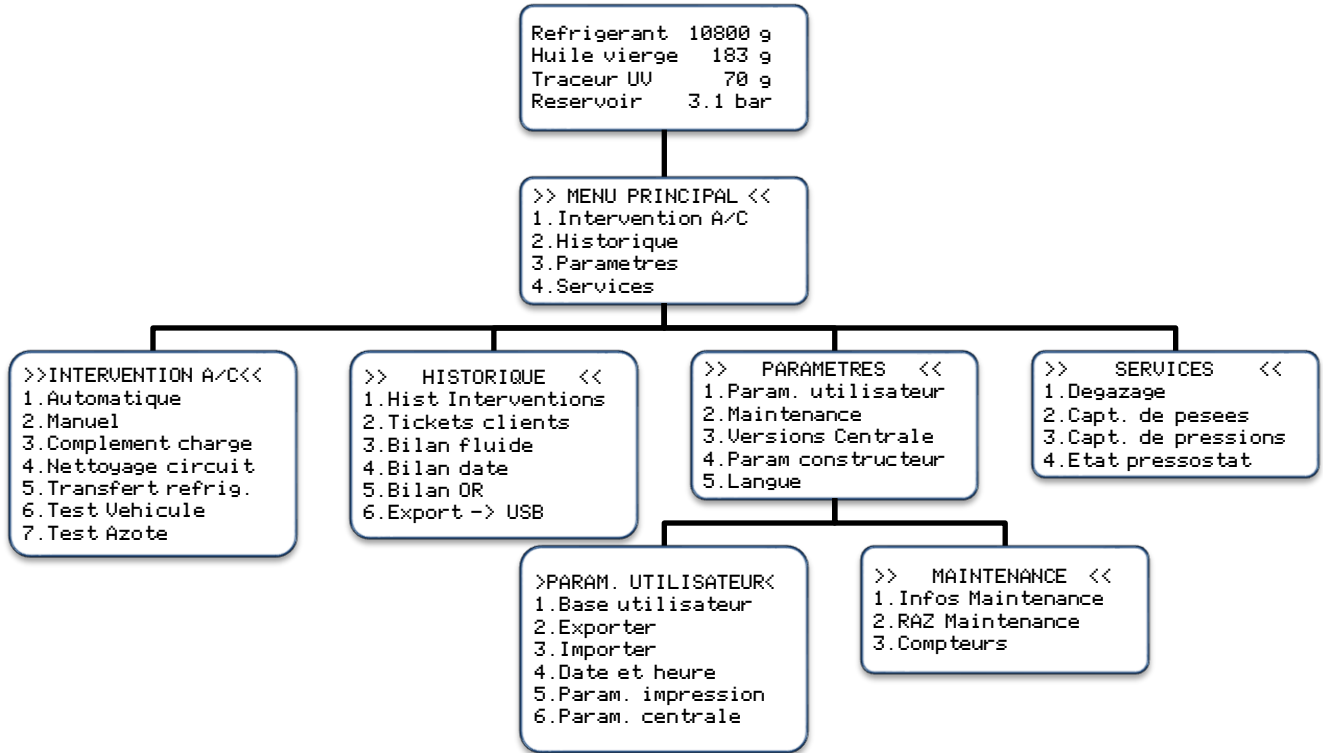 Refrigerant 10800 g
Huile vierge 183 g
Traceur UV 70 g
Reservoir 3.1 bar
>> MENU PRINCIPAL <<
1.Intervention A/C
2.Historique
3.Parametres
4.Services
>>INTERVENTION A/C<<
1.Automatique
2.Manuel
3.Complement charge
4.Nettoyage circuit
5.Transfert refrig.
6.Test Vehicule
7.Test Azote
>> HISTORIQUE <<
1.Hist Interventions
2.Tickets clients
3.Bilan fluide
4.Bilan date
5.Bilan OR
6.Export -> USB
>> PARAMETRES <<
1.Param. utilisateur
2.Maintenance
3.Versions Centrale
4.Param constructeur
5.Langue
>> SERVICES <<
1.Degazage
2.Capt. de pesees
3.Capt. de pressions
4.Etat pressostat
>PARAM. UTILISATEUR<
1.Base utilisateur
2.Exporter
3.Importer
4.Date et heure
5.Param. impression
6.Param. centrale
>> MAINTENANCE <<
1.Infos Maintenance
2.RAZ Maintenance
3.Compteurs